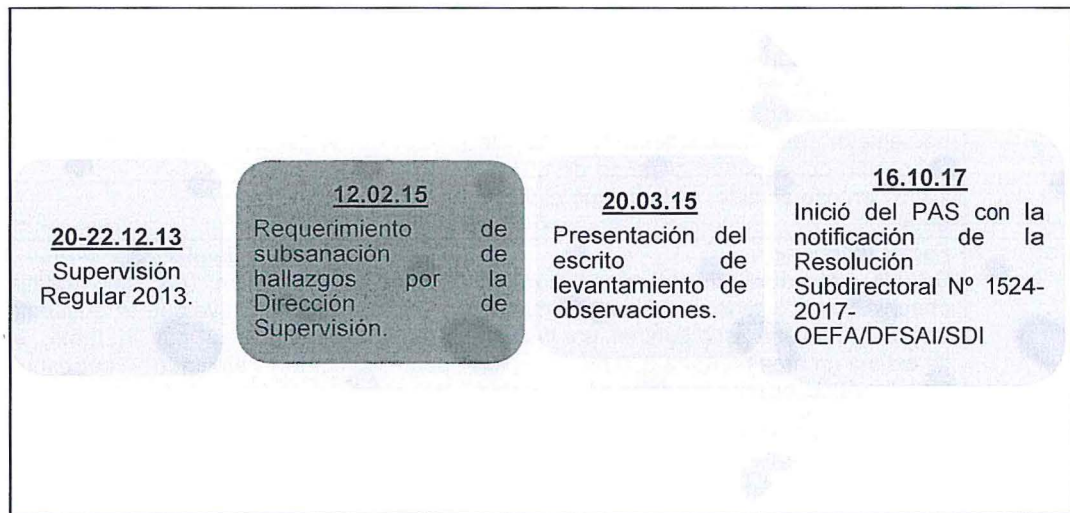 20-22.12.13
Supervisión
Regular 2013.
12.02.15
Requerimiento de
subsanación de
hallazgos por la
Dirección de
Supervisión.
20.03.15
Presentación del
escrito de
levantamiento de
observaciones.
16.10.17
Inició del PAS con la
notificación de la
Resolución
Subdirectoral Nº 1524-
2017-
OEFA/DFSAI/SDI